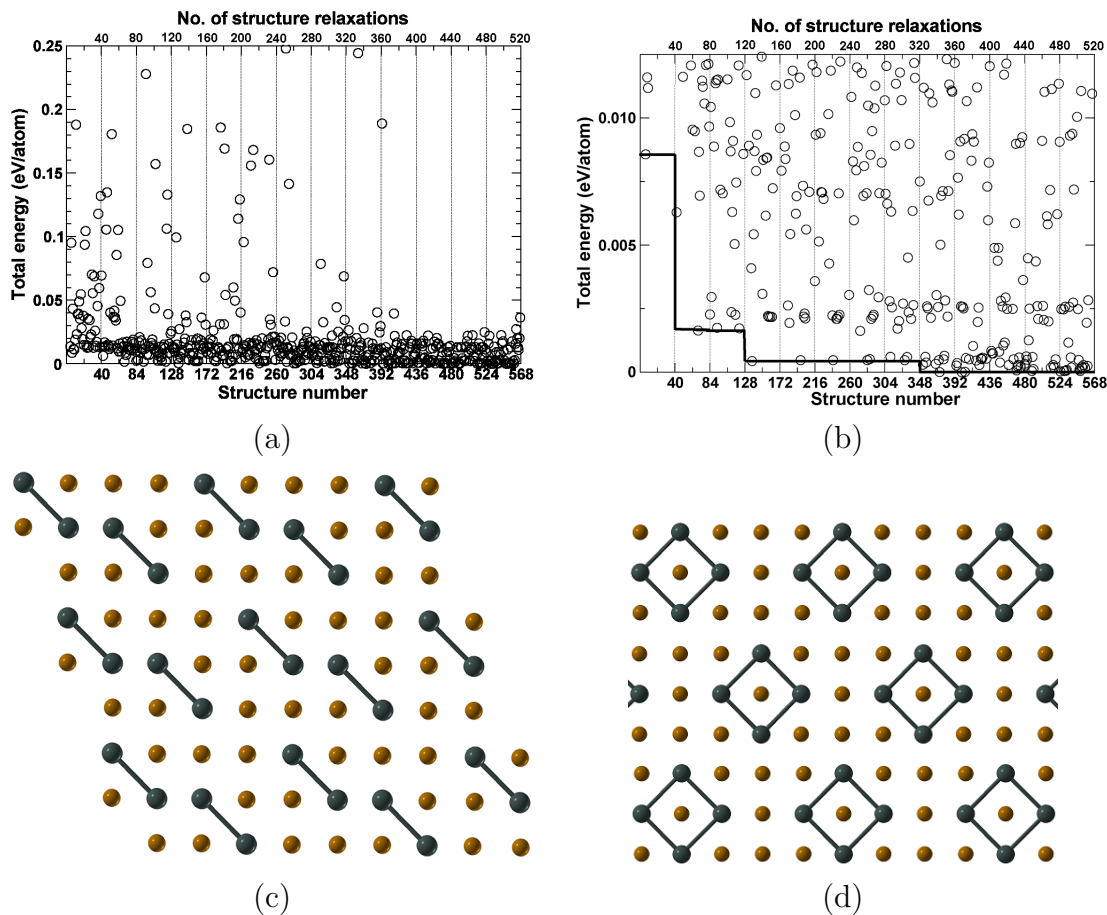 No. of structure relaxations
40 80 120 160 200 240 280 320 360 400 440 480 520
Total energy (eV/atom)
0.25
0.2
0.15
0.1
0.05
0
40 84 128 172 216 260 304 348 392 436 480 524 568
Structure number
(a)
No. of structure relaxations
40 80 120 160 200 240 280 320 360 400 440 480 520
Total energy (eV/atom)
0.010
0.005
0
40 84 128 172 216 260 304 348 392 436 480 524 568
Structure number
(b)
(c)
(d)